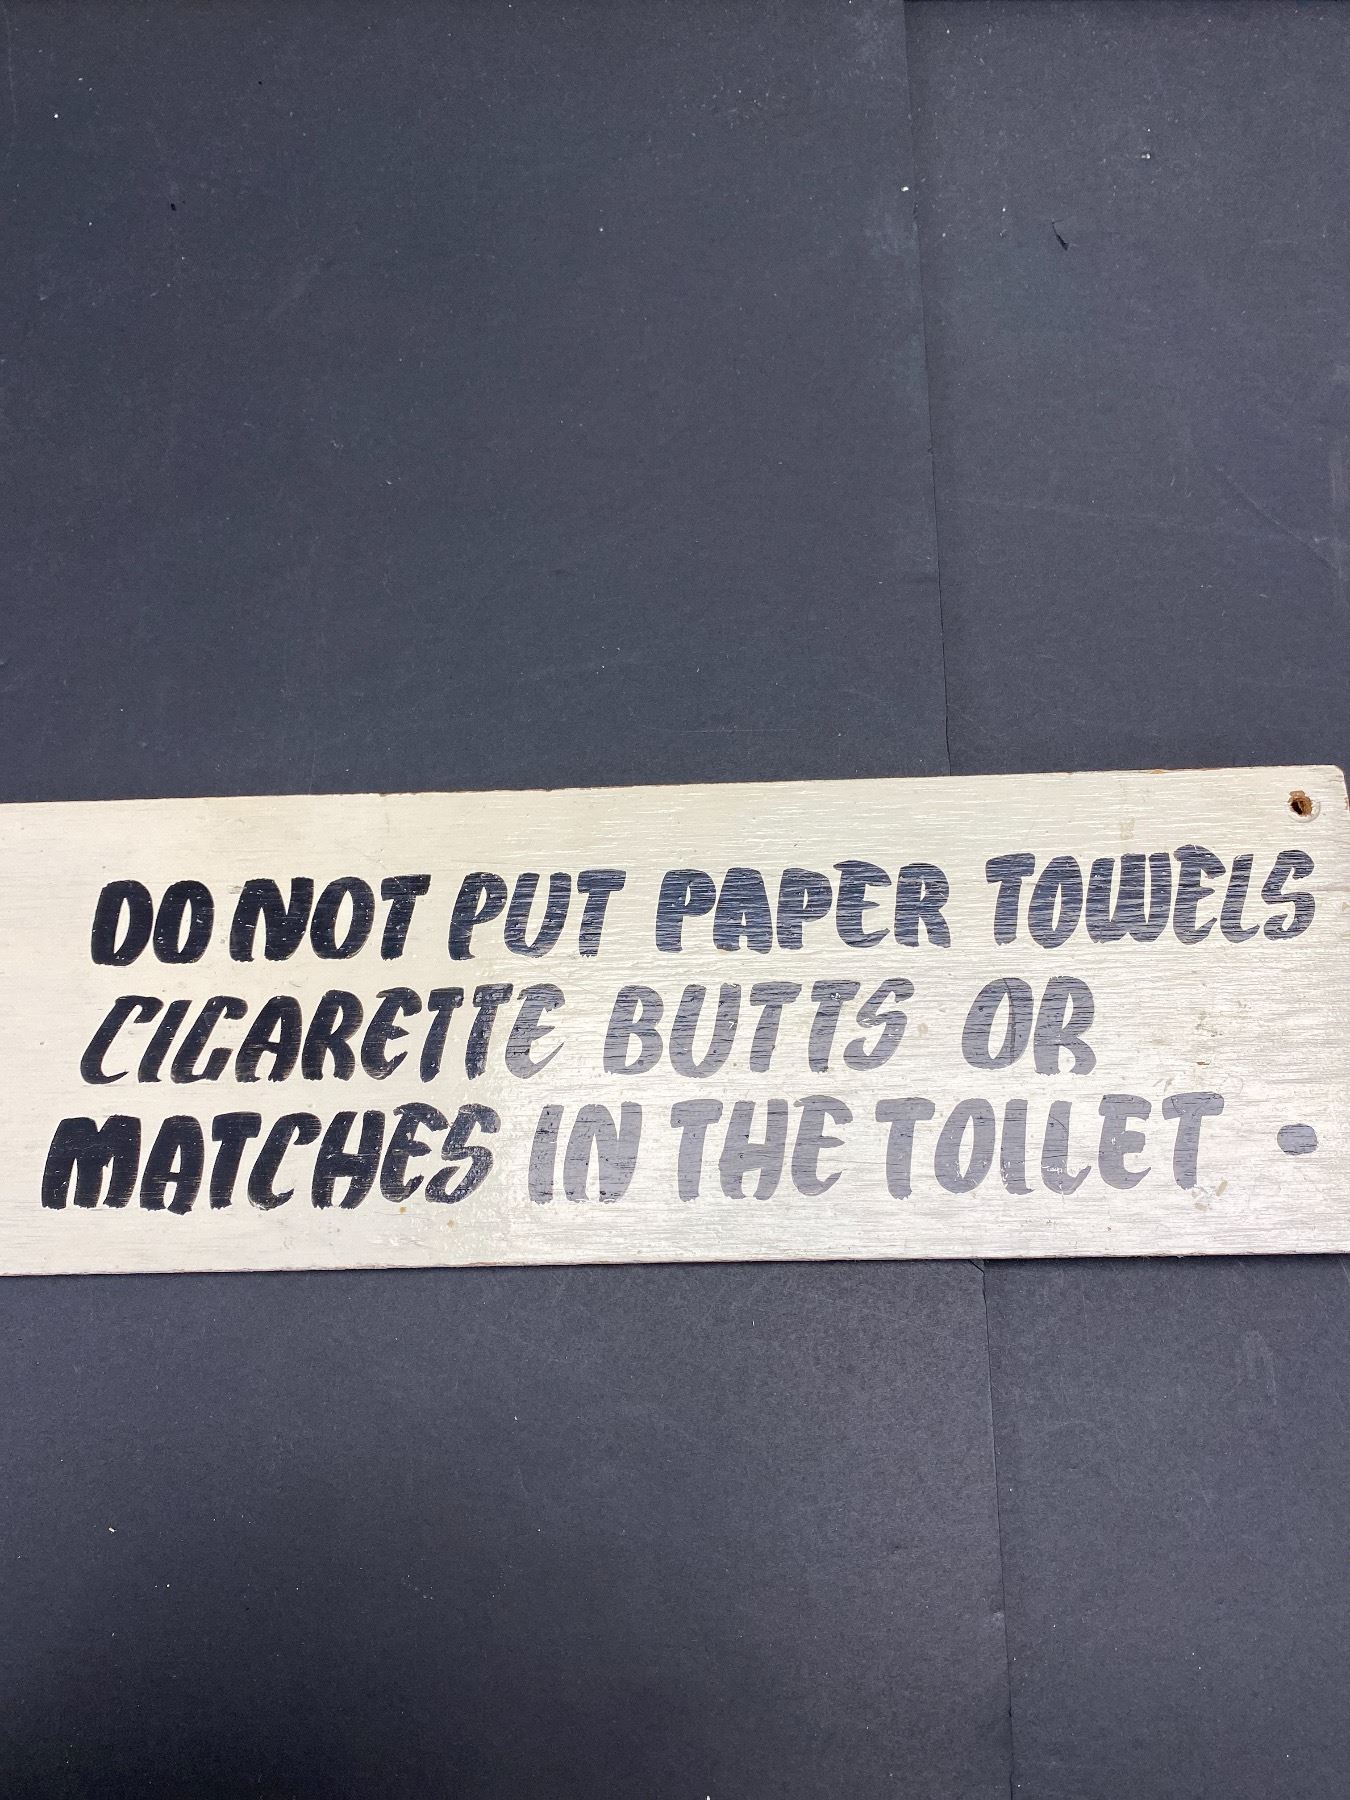 DO NOT PUT PAPER TOWELS
CIGARETTE BUTTS OR
MATCHES IN THE TOILET.